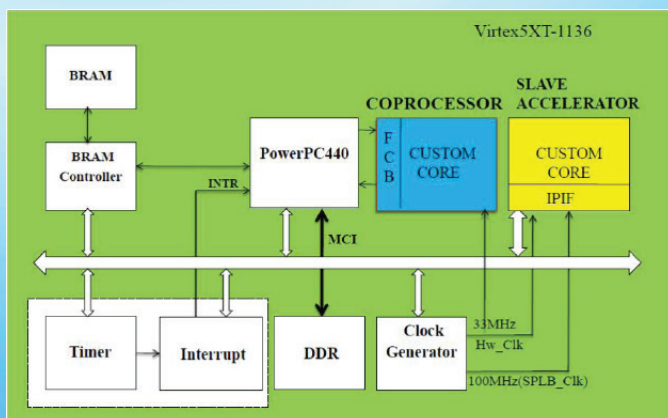 Virtex5XT-1136
BRAM
BRAM
Controller
PowerPC440
INTR
MCI
COPROCESSOR
F
C
B
CUSTOM
CORE
SLAVE
ACCELERATOR
CUSTOM
CORE
IPIF
Timer
Interrupt
DDR
Clock
Generator
33MHz
Hw_Clk
100MHz(SPLB_Clk)